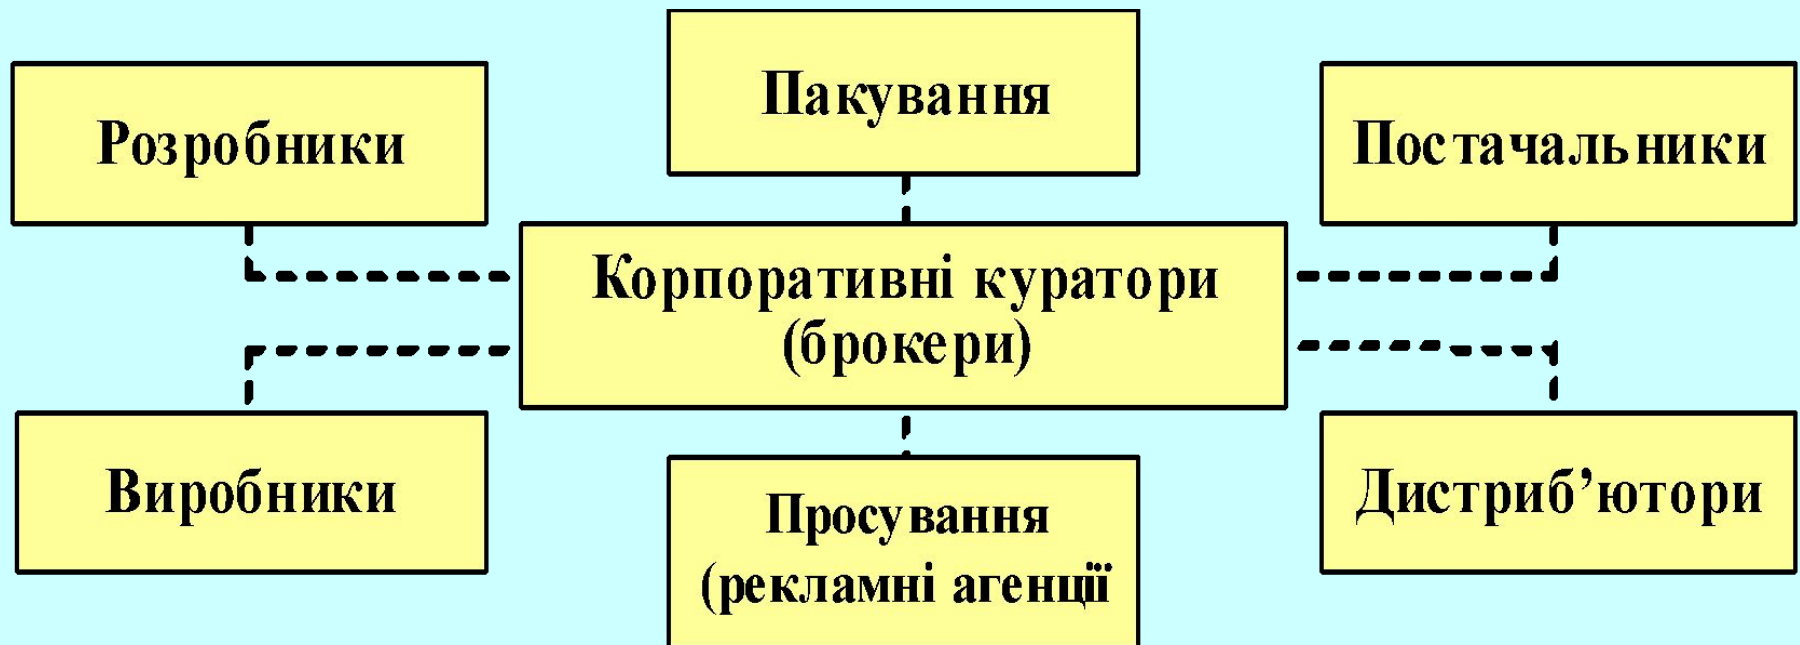 Пакування
Розробники
Постачальники
Корпоративні куратори
(брокери)
Виробники
Просування
(рекламні агенції
Дистриб’ютори